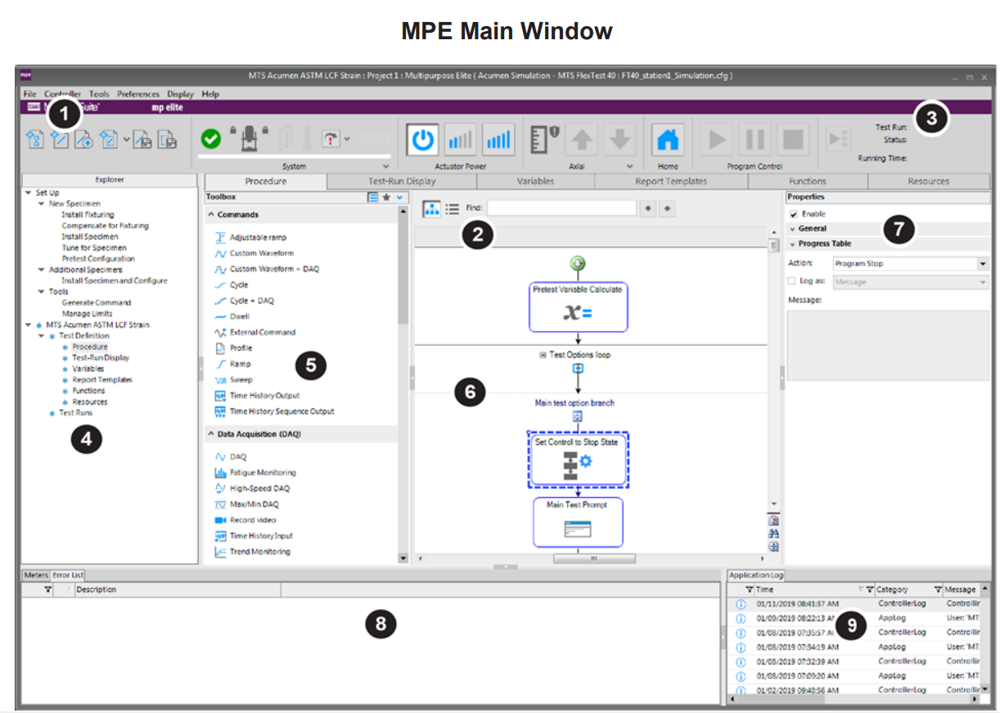 MPE Main Window
mpe
MTS Acumen ASTM LCF Strain : Project 1 : Multipurpose Elite ( Acumen Simulation - MTS FlexTest 40 : FT40_station1_Simulation.cfg )
File Controller Tools Preferences Display Help
Suite mp elite
1
3
Test Run:
Status:
Running Time:
System
Actuator Power
Axial
Home
Program Control
Explorer
Procedure
Test-Run Display
Variables
Report Templates
Functions
Resources
Set Up
New Specimen
Install Fixturing
Compensate for Fixturing
Install Specimen
Tune for Specimen
Pretest Configuration
Additional Specimens
Install Specimen and Configure
Tools
Generate Command
Manage Limits
MTS Acumen ASTM LCF Strain
Test Definition
Procedure
Test-Run Display
Variables
Report Templates
Functions
Resources
Test Runs
4
Toolbox
Commands
Adjustable ramp
Custom Waveform
Custom Waveform + DAQ
Cycle
Cycle + DAQ
Dwell
External Command
Profile
Ramp
5
Sweep
Time History Output
Time History Sequence Output
Data Acquisition (DAQ)
DAQ
Fatigue Monitoring
High-Speed DAQ
Max/Min DAQ
Record video
Time History Input
Trend Monitoring
Find:
2
Pretest Variable Calculate
x=
Test Options loop
6
Main test option branch
Set Control to Stop State
Main Test Prompt
Properties
Enable
General
7
Progress Table
Action: Program Stop
Log as: Message
Message:
Meters Error List
Description
8
Application Log
Time Category Message
01/11/2019 08:41:37 AM ControllerLog Controllin
01/09/2019 08:22:13 AppLog User: "MT
9
01/08/2019 07:35:57 ControllerLog Controllin
01/08/2019 07:34:19 AM AppLog User: "MT
01/08/2019 07:32:39 AM ControllerLog Controllin
01/08/2019 07:09:20 AM AppLog User: "MT
01/02/2019 09:48:56 AM ControllerLog Controllin